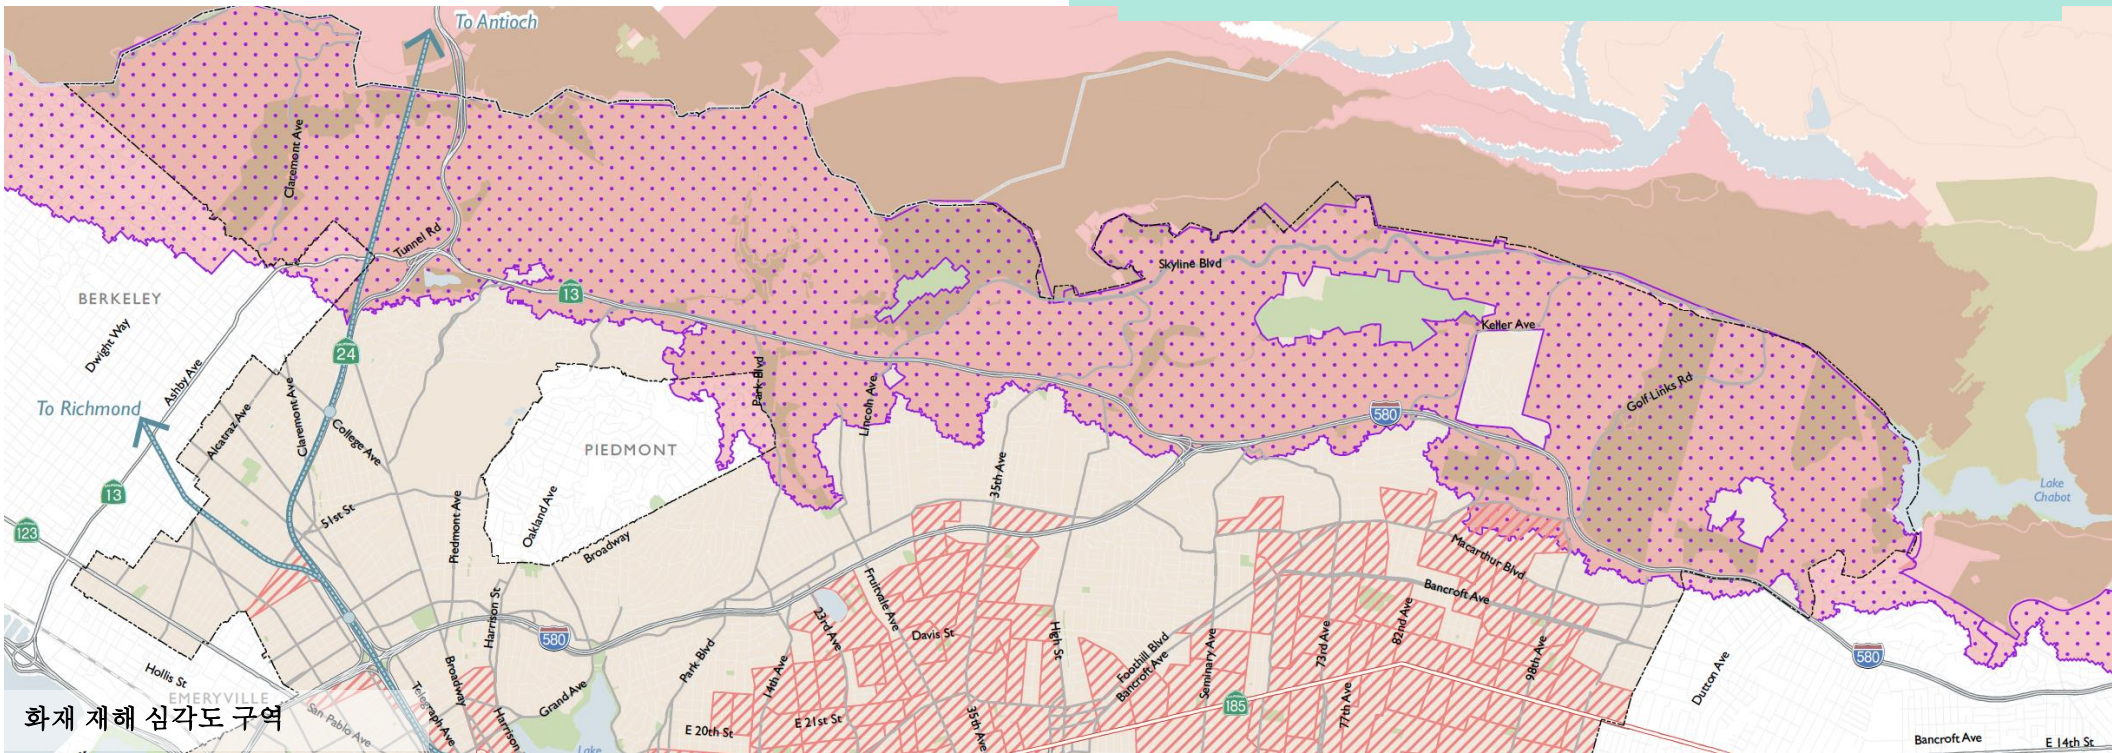 To Antioch
Claremont Ave
Tunnel Rd
Skyline Blvd
13
BERKELEY
Dwight Way
24
Keller Ave
Ashby Ave
To Richmond
Park Blvd
Lincoln Ave
Golf Links Rd
580
Alcatraz Ave
Claremont Ave
College Ave
PIEDMONT
35th Ave
13
Lake
Chabot
123
51st St
Piedmont Ave
Oakland Ave
Broadway
Macarthur Blvd
Bancroft Ave
Fruitvale Ave
23rd Ave
Davis St
High St
82nd Ave
73rd Ave
98th Ave
Harrison St
580
580
Hollis St
EMERYVILLE
San Pablo Ave
Telegraph Ave
Broadway
Harrison
Grand Ave
Park Blvd
14th Ave
Foothill Blvd
Bancroft Ave
Seminary Ave
Dutton Ave
185
77th Ave
35th Ave
E 21st St
E 20th St
화재 재해 심각도 구역
Lake
Bancroft Ave
E 14th St